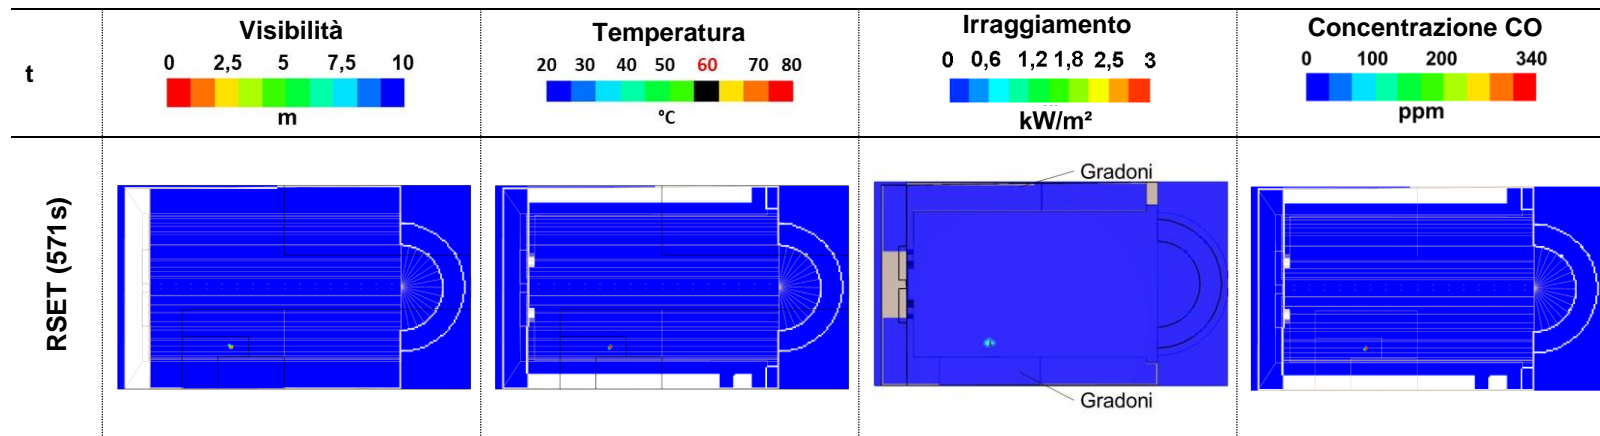 t
Visibilità
0 2,5 5 7,5 10
m
Temperatura
20 30 40 50 60 70 80
°C
Irraggiamento
0 0,6 1,2 1,8 2,5 3
kW/m²
Concentrazione CO
0 100 200 340
ppm
RSET (571s)
Gradoni
Gradoni